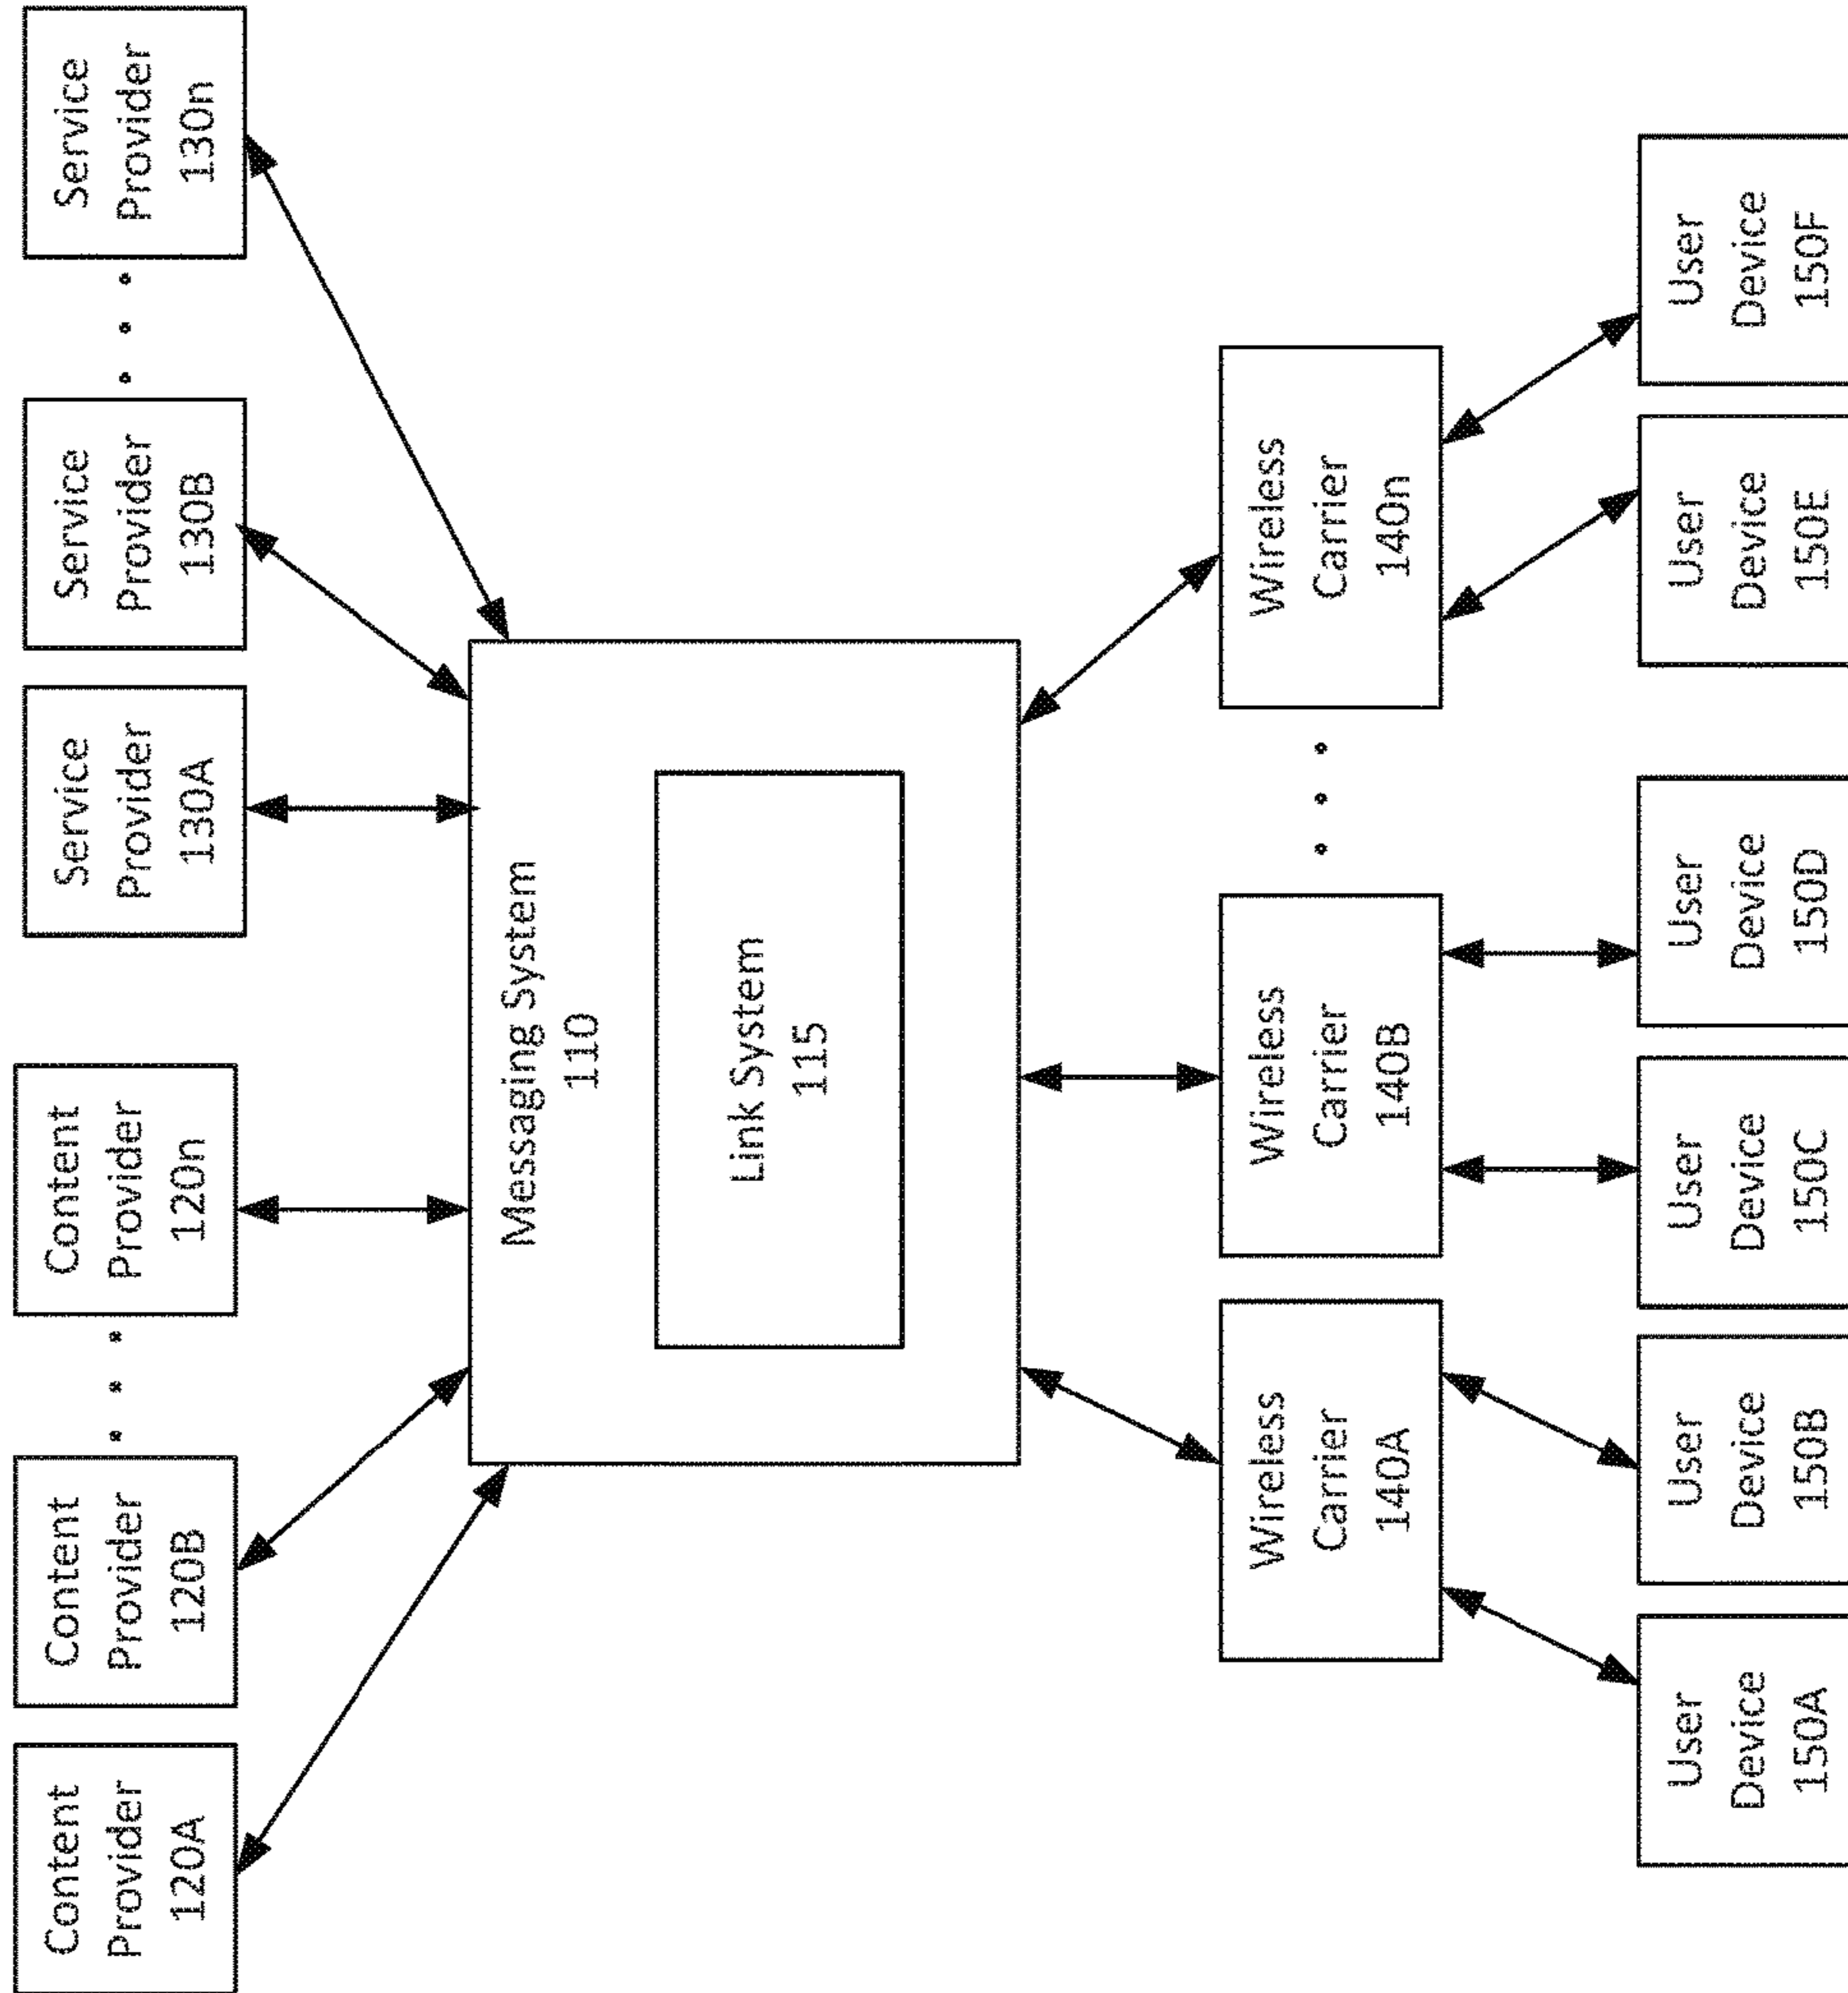 Content
Provider
120A
Content
Provider
120B
Content
Provider
120n
Service
Provider
130A
Service
Provider
130B
Service
Provider
130n
Messaging System
110
Link System
115
Wireless
Carrier
140A
Wireless
Carrier
140B
Wireless
Carrier
140n
User
Device
150A
User
Device
150B
User
Device
150C
User
Device
150D
User
Device
150E
User
Device
150F